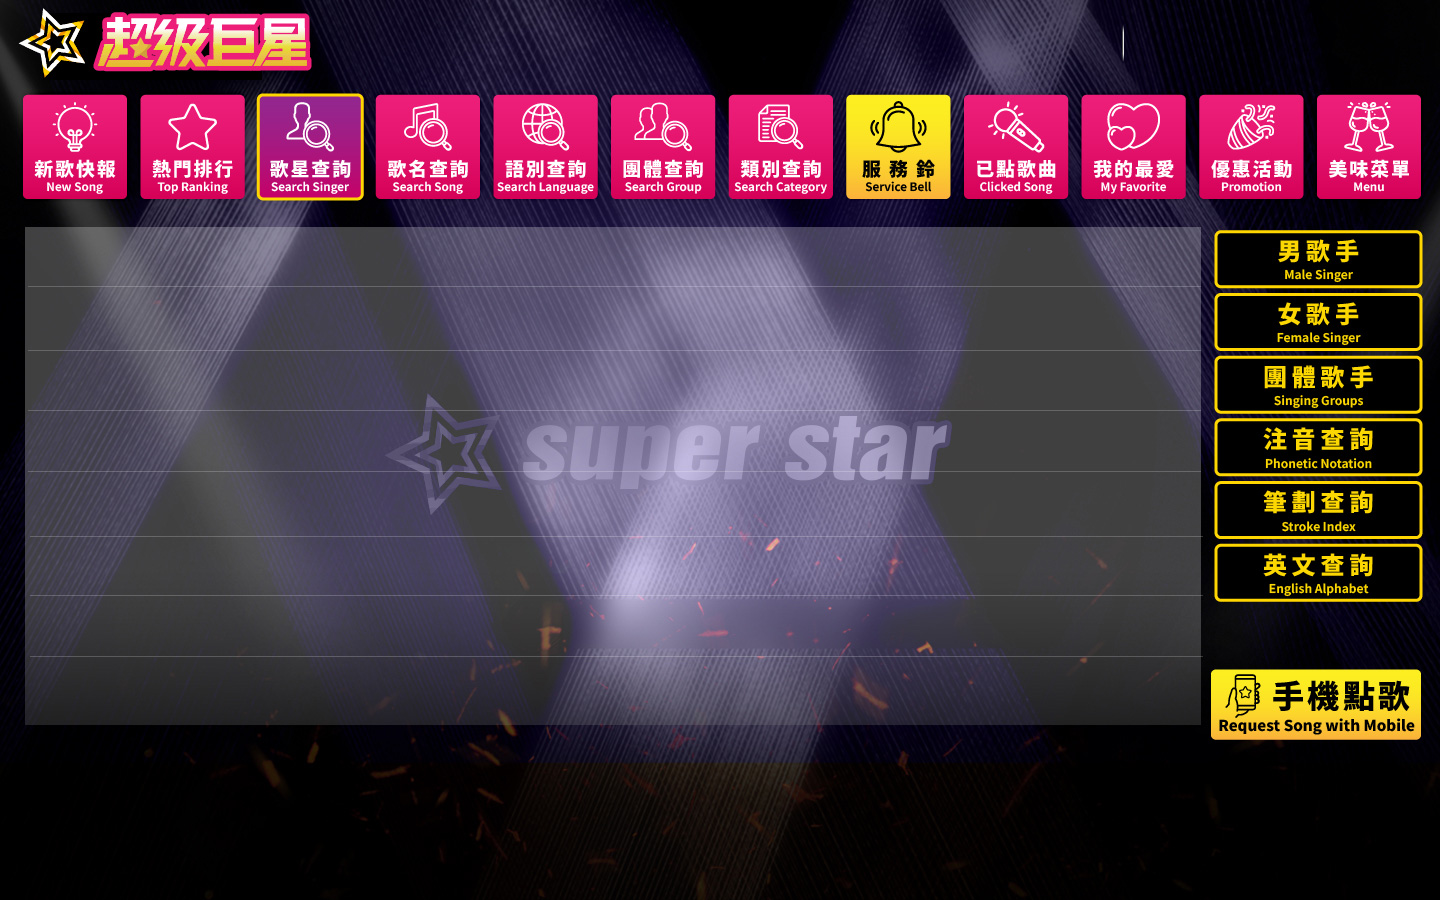 超级巨星
新歌快報
New Song
熱門排行
Top Ranking
歌星查詢
Search Singer
歌名查詢
Search Song
語別查詢
Search Language
團體查詢
Search Group
類別查詢
Search Category
服務鈴
Service Bell
已點歌曲
Clicked Song
我的最愛
My Favorite
優惠活動
Promotion
美味菜單
Menu
super star
男歌手
Male Singer
女歌手
Female Singer
團體歌手
Singing Groups
注音查詢
Phonetic Notation
筆劃查詢
Stroke Index
英文查詢
English Alphabet
手機點歌
Request Song with Mobile